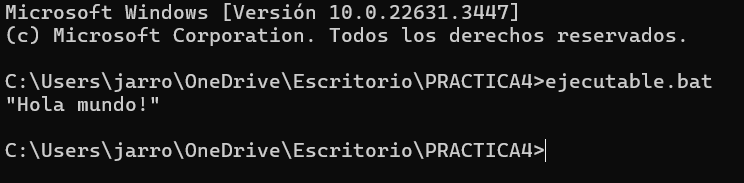 Microsoft Windows [Versión 10.0.22631.3447]
(c) Microsoft Corporation. Todos los derechos reservados.
C:\Users\jarro\OneDrive\Escritorio\PRACTICA4>ejecutable.bat
"Hola mundo!"
C:\Users\jarro\OneDrive\Escritorio\PRACTICA4>